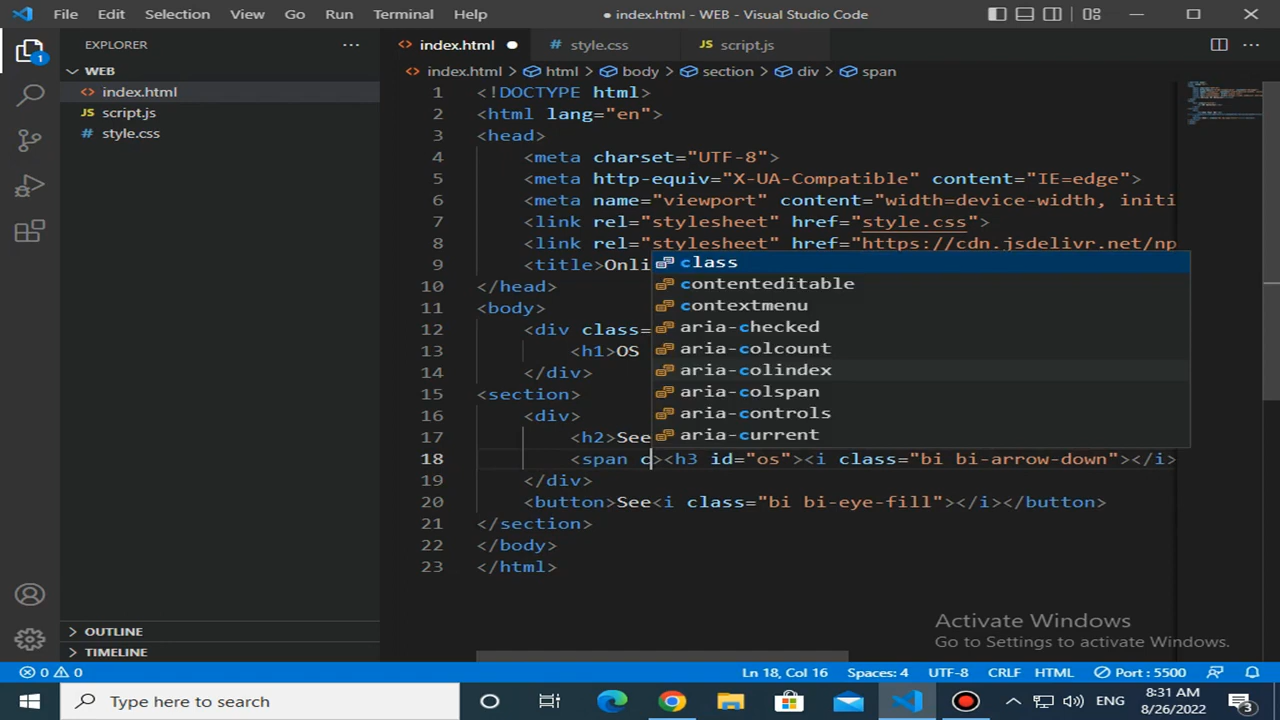 File Edit Selection View Go Run Terminal Help
● index.html - WEB - Visual Studio Code
EXPLORER
1
WEB
<> index.html
JS script.js
# style.css
OUTLINE
TIMELINE
<> index.html ●
# style.css
JS script.js
<> index.html > html > body > section > div > span
1 <!DOCTYPE html>
2 <html lang="en">
3 <head>
4 <meta charset="UTF-8">
5 <meta http-equiv="X-UA-Compatible" content="IE=edge">
6 <meta name="viewport" content="width=device-width, initi
7 <link rel="stylesheet" href="style.css">
8 <link rel="stylesheet" href="https://cdn.jsdelivr.net/np
9 <title>Onli
10 </head>
11 <body>
12 <div class=
13 <h1>OS
14 </div>
15 <section>
16 <div>
17 <h2>See
18 <span c><h3 id="os"><i class="bi bi-arrow-down"></i>
19 </div>
20 <button>See<i class="bi bi-eye-fill"></i></button>
21 </section>
22 </body>
23 </html>
class
contenteditable
contextmenu
aria-checked
aria-colcount
aria-colindex
aria-colspan
aria-controls
aria-current
Activate Windows
Go to Settings to activate Windows.
0 0
Ln 18, Col 16 Spaces: 4 UTF-8 CRLF HTML Port : 5500
Type here to search
ENG
8:31 AM
8/26/2022
3